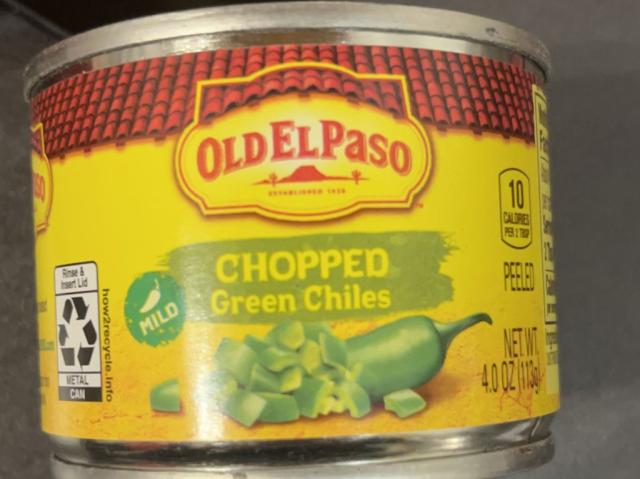 OLD EL PASO
ESTABLISHED 1938
10
CALORIES
PER 2 TBSP
CHOPPED
Green Chiles
MILD
PEELED
NET WT.
4.0 OZ (113g)
Rinse &
Insert Lid
METAL
CAN
how2recycle.info